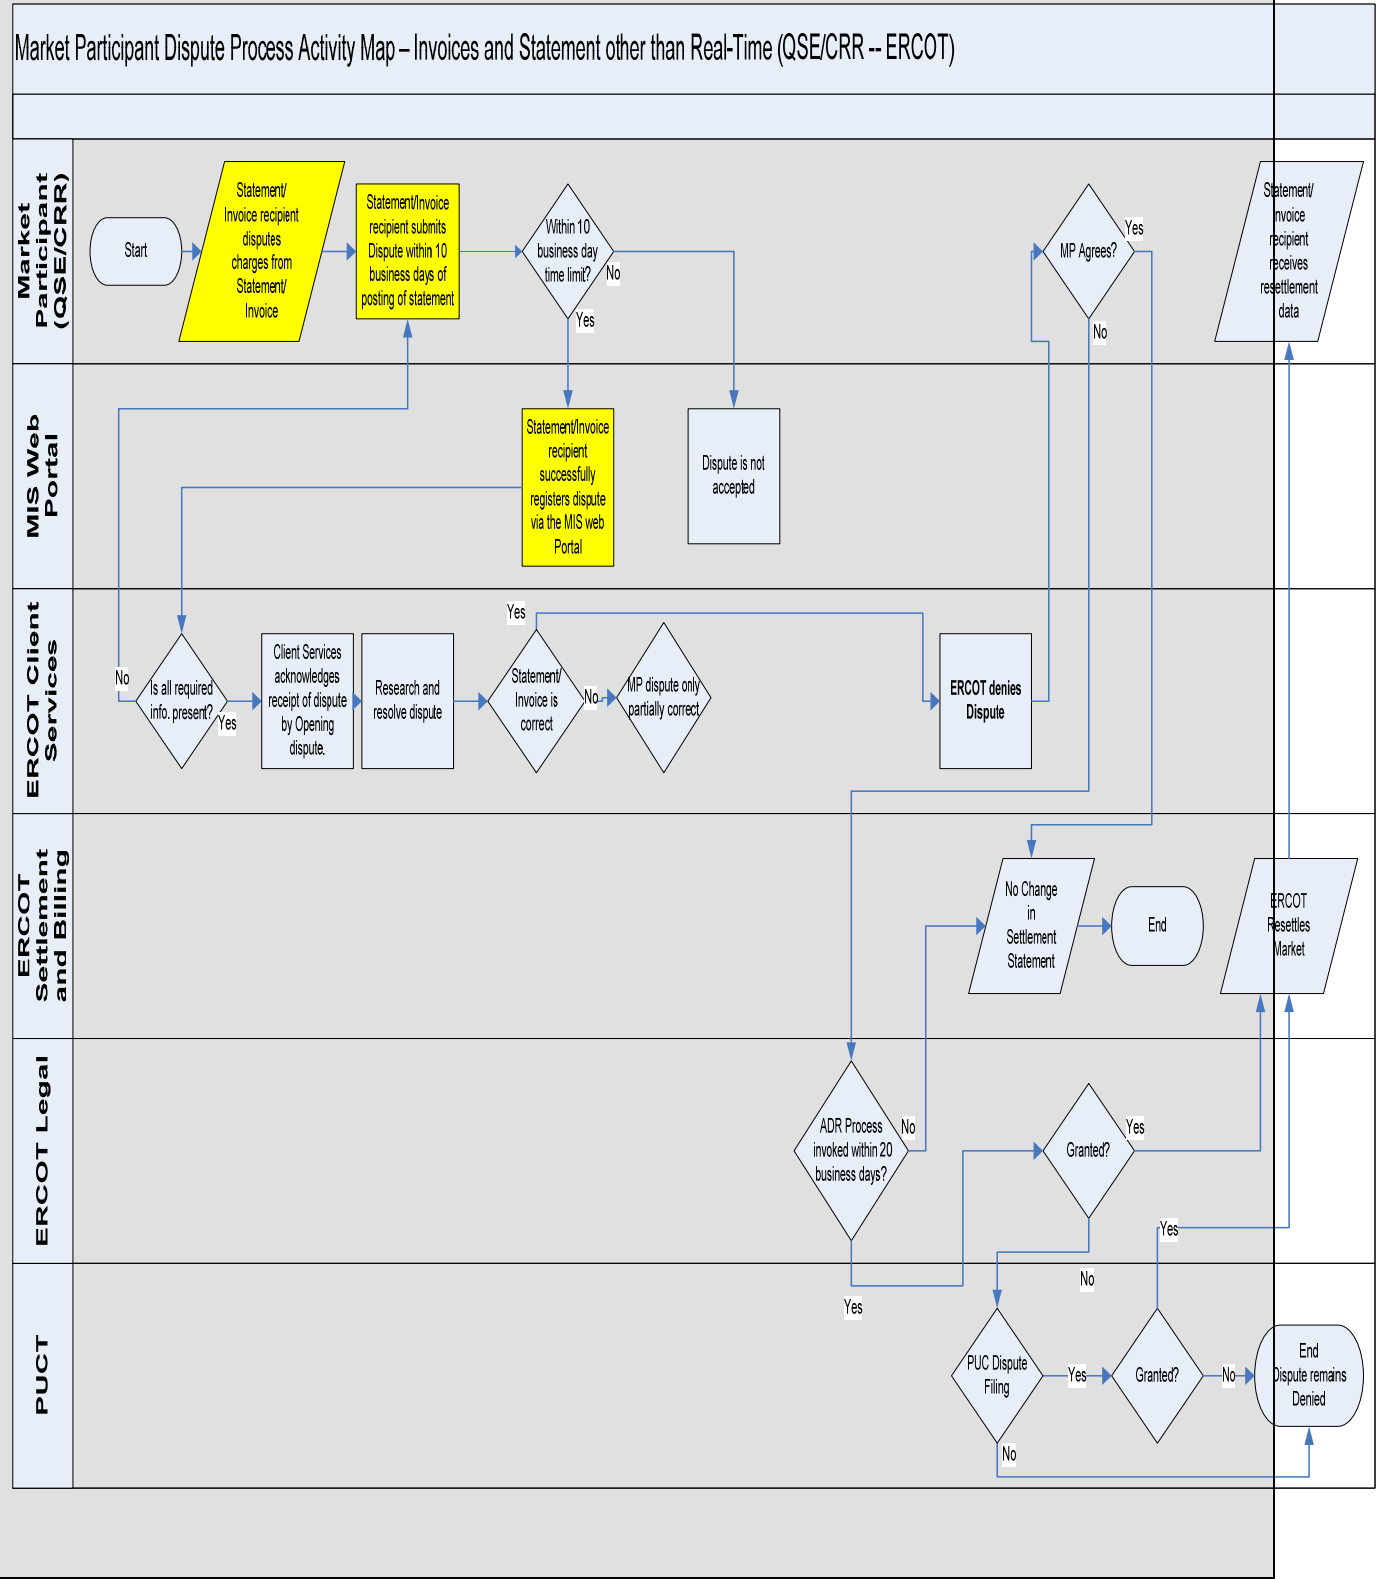 Market Participant Dispute Process Activity Map – Invoices and Statement other than Real-Time (QSE/CRR -- ERCOT)
Market
Participant
(QSE/CRR)
Start
Statement/
Invoice recipient
disputes
charges from
Statement/
Invoice
Statement/Invoice
recipient submits
Dispute within 10
business days of
posting of statement
Within 10
business day
time limit?
No
Yes
MP Agrees?
Yes
No
Statement/
Invoice
recipient
receives
resettlement
data
MIS Web
Portal
Statement/Invoice
recipient
successfully
registers dispute
via the MIS web
Portal
Dispute is not
accepted
ERCOT Client
Services
No
Is all required
info. present?
Yes
Client Services
acknowledges
receipt of dispute
by Opening
dispute.
Research and
resolve dispute
Yes
Statement/
Invoice is
correct
No
MP dispute only
partially correct
ERCOT denies
Dispute
ERCOT
Settlement
and Billing
No Change
in
Settlement
Statement
End
ERCOT
Resettles
Market
ERCOT Legal
ADR Process
invoked within 20
business days?
No
Yes
Granted?
Yes
No
PUCT
PUC Dispute
Filing
Yes
No
Granted?
Yes
No
End
Dispute remains
Denied